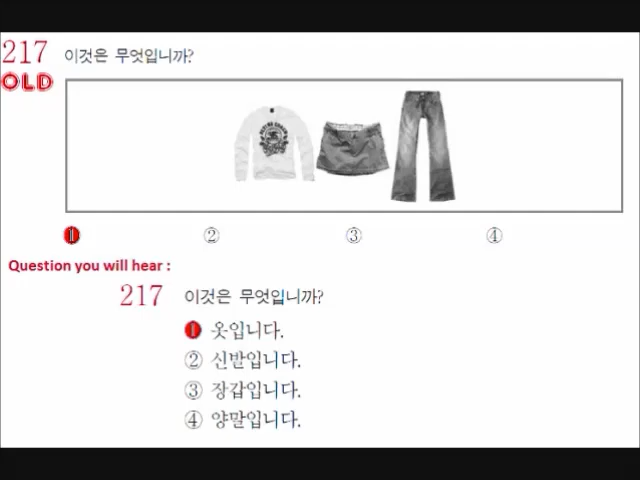 217 이것은 무엇입니까?
OLD
① ② ③ ④
Question you will hear :
217 이것은 무엇입니까?
① 옷입니다.
② 신발입니다.
③ 장갑입니다.
④ 양말입니다.